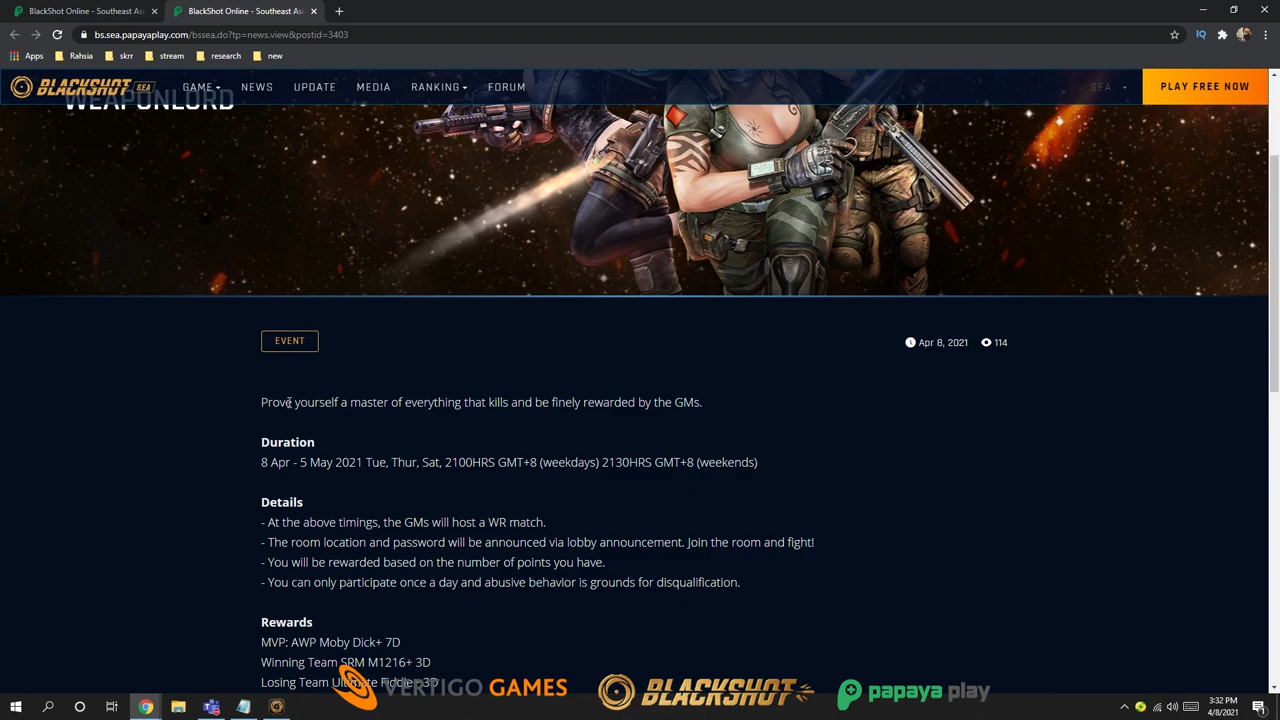 BlackShot Online - Southeast Asi
BlackShot Online - Southeast Asi
bs.sea.papayaplay.com/bssea.do?tp=news.view&postid=3403
Apps Rahsia skrr stream research new
BLACKSHOT SEA GAME NEWS UPDATE MEDIA RANKING FORUM SEA PLAY FREE NOW
WEAPONLORD
EVENT
Apr 8, 2021 114
Prove yourself a master of everything that kills and be finely rewarded by the GMs.
Duration
8 Apr - 5 May 2021 Tue, Thur, Sat, 2100HRS GMT+8 (weekdays) 2130HRS GMT+8 (weekends)
Details
- At the above timings, the GMs will host a WR match.
- The room location and password will be announced via lobby announcement. Join the room and fight!
- You will be rewarded based on the number of points you have.
- You can only participate once a day and abusive behavior is grounds for disqualification.
Rewards
MVP: AWP Moby Dick+ 7D
Winning Team SRM M1216+ 3D
Losing Team Ultimate Fiddle+ 3D
VERTIGO GAMES BLACKSHOT papaya play
3:32 PM
4/8/2021